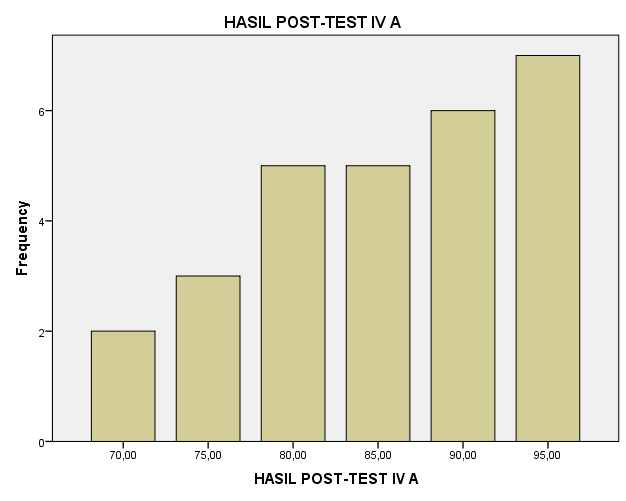 HASIL POST-TEST IV A
Frequency
6
4
2
0
70,00 75,00 80,00 85,00 90,00 95,00
HASIL POST-TEST IV A